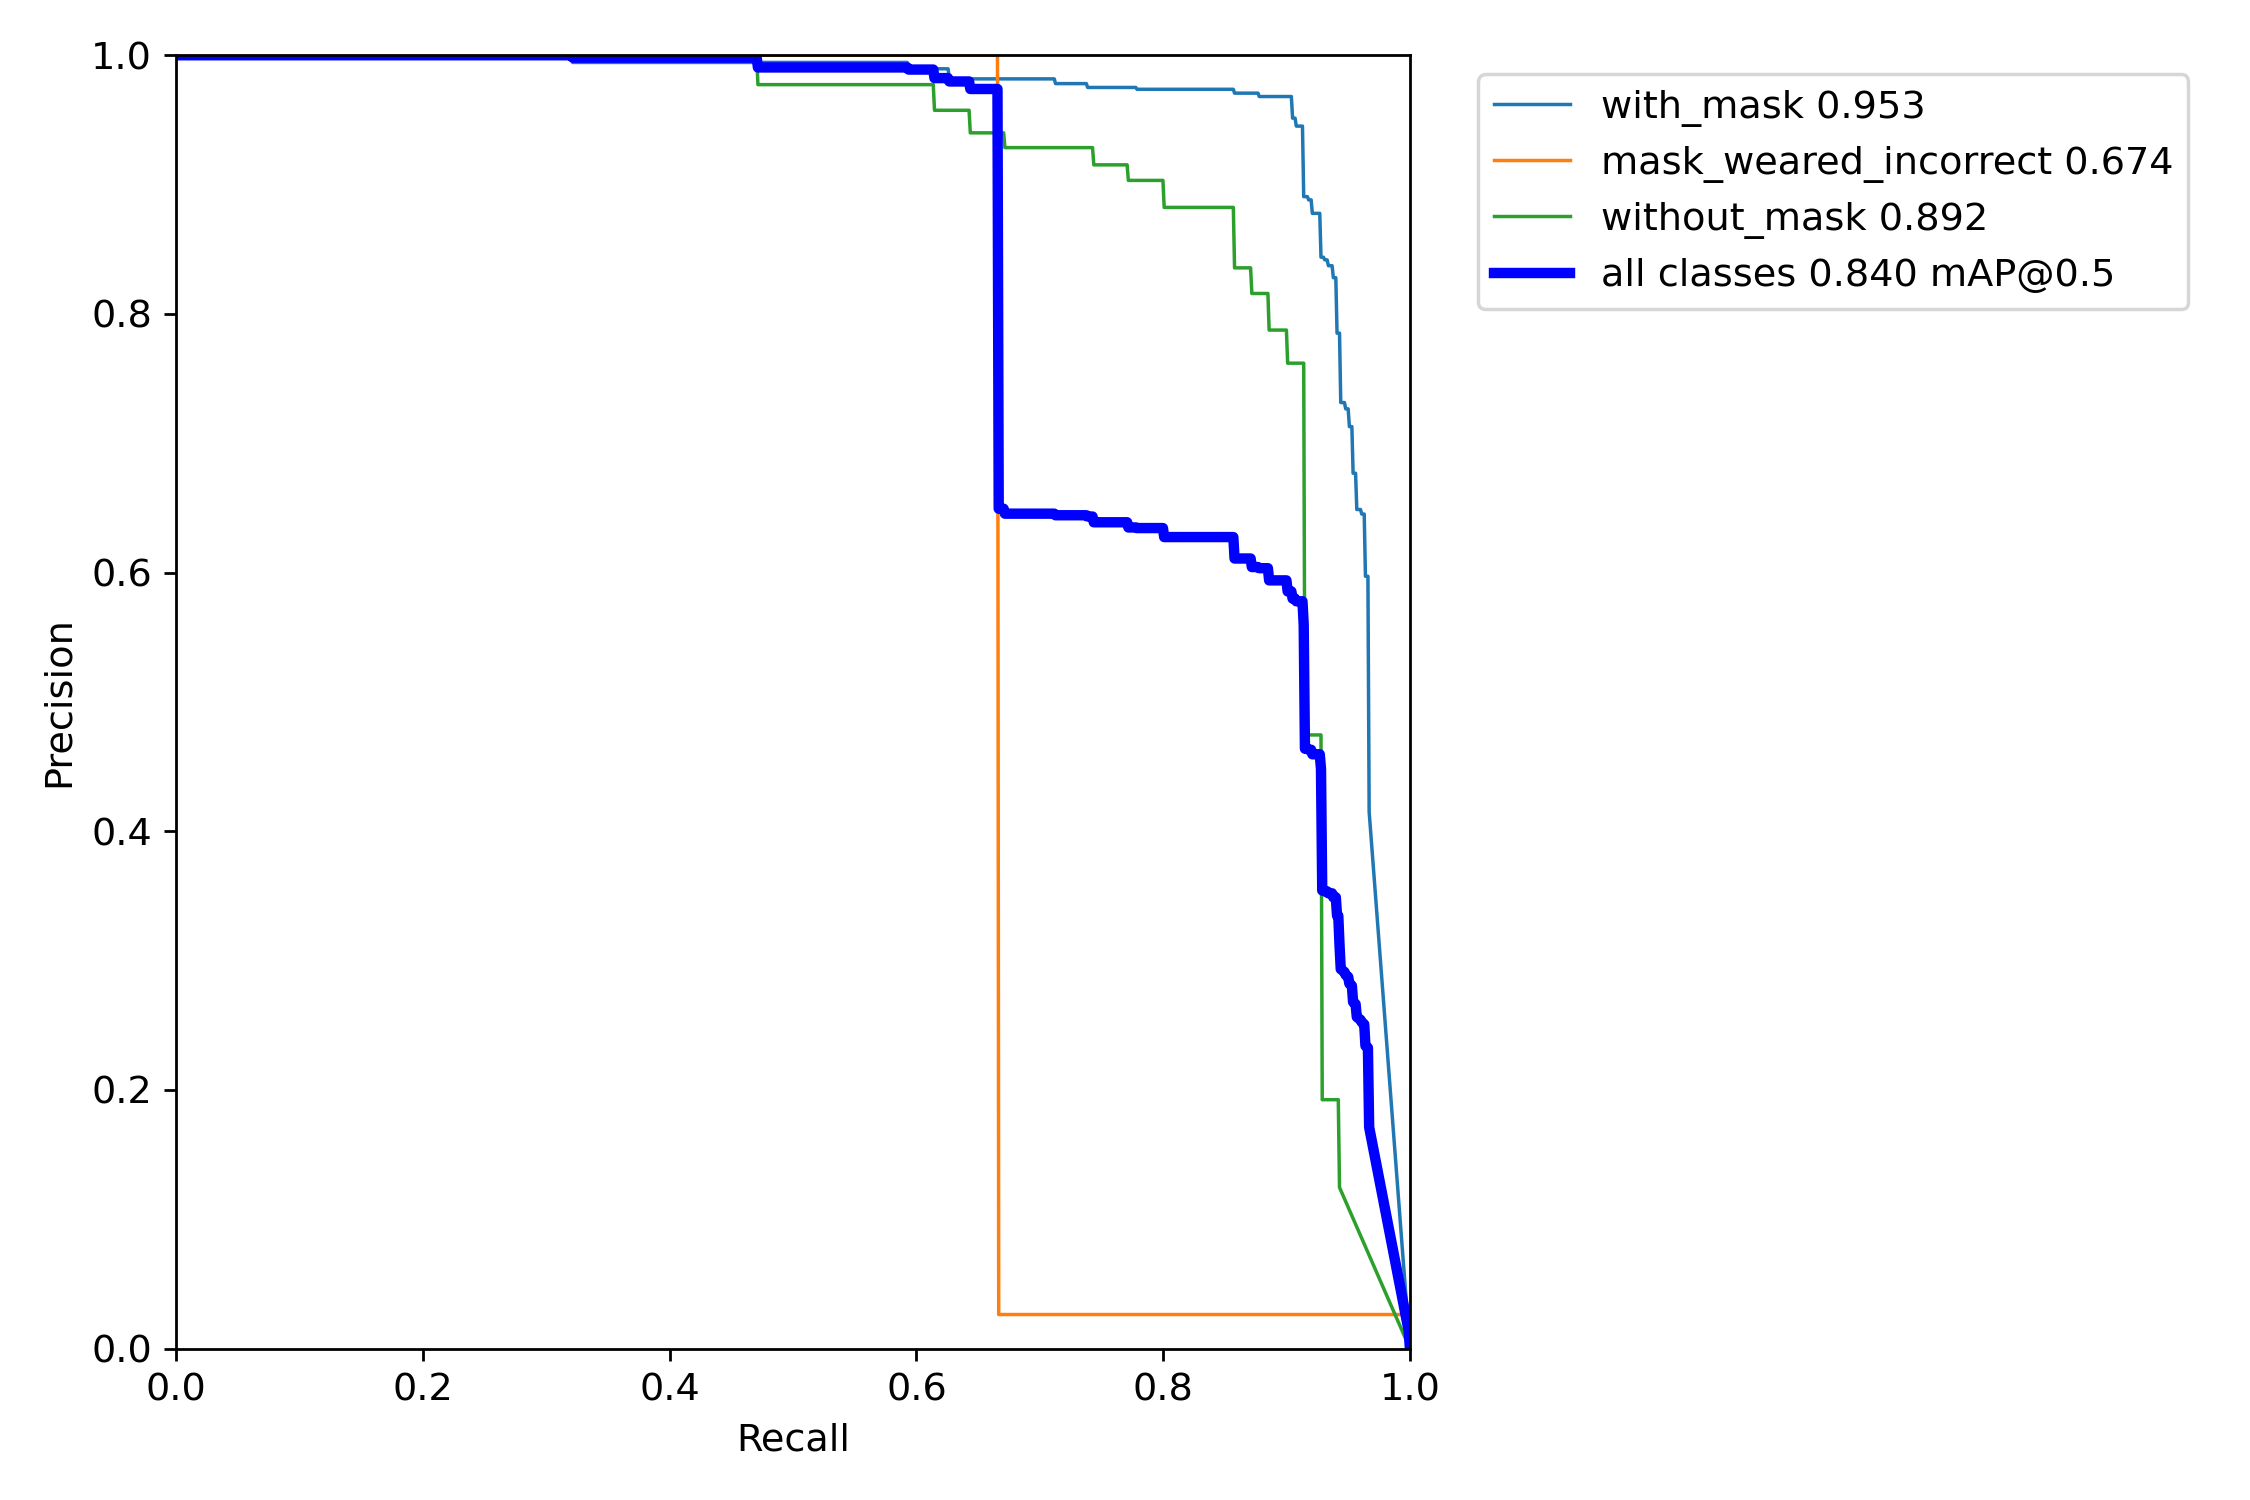 1.0
0.8
0.6
0.4
0.2
0.0
0.0 0.2 0.4 0.6 0.8 1.0
Precision
Recall
with_mask 0.953
mask_weared_incorrect 0.674
without_mask 0.892
all classes 0.840 mAP@0.5